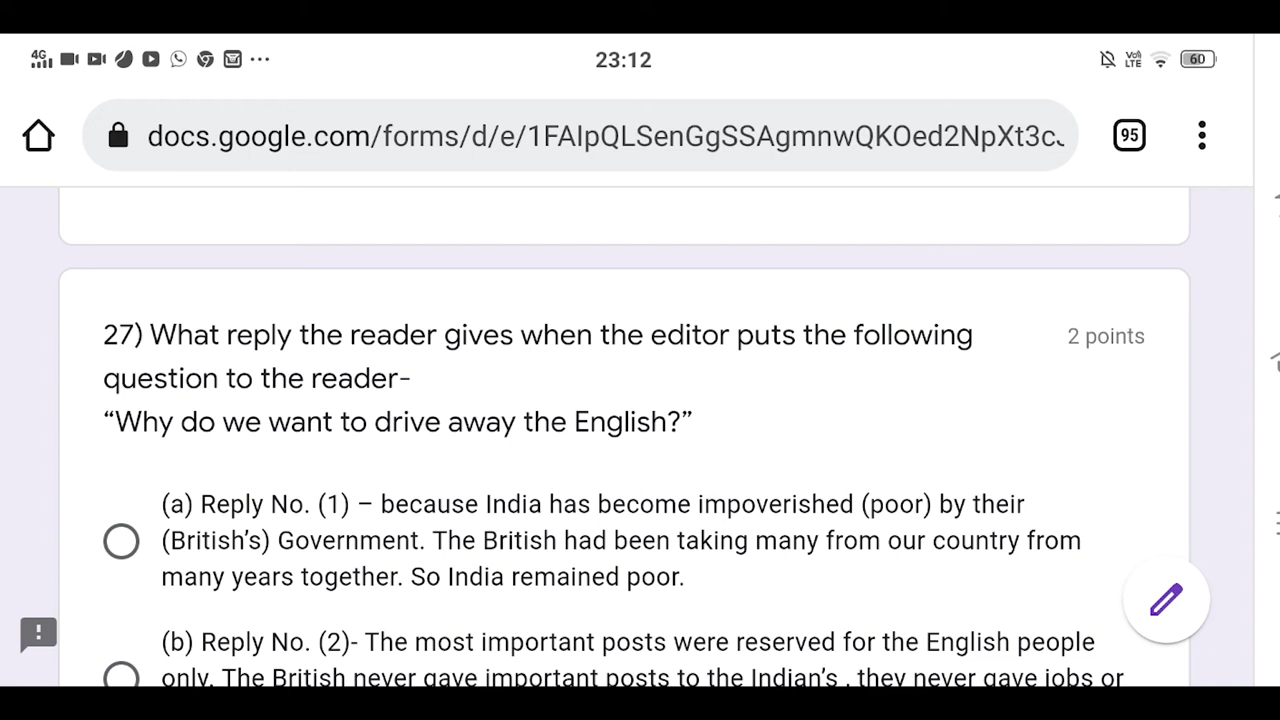 4G
23:12
Vo) LTE
60
docs.google.com/forms/d/e/1FAIpQLSenGgSSAgmnwQKOed2NpXt3c
95
27) What reply the reader gives when the editor puts the following
2 points
question to the reader-
“Why do we want to drive away the English?”
(a) Reply No. (1) – because India has become impoverished (poor) by their
(British’s) Government. The British had been taking many from our country from
many years together. So India remained poor.
(b) Reply No. (2)- The most important posts were reserved for the English people
only. The British never gave important posts to the Indian’s , they never gave jobs or